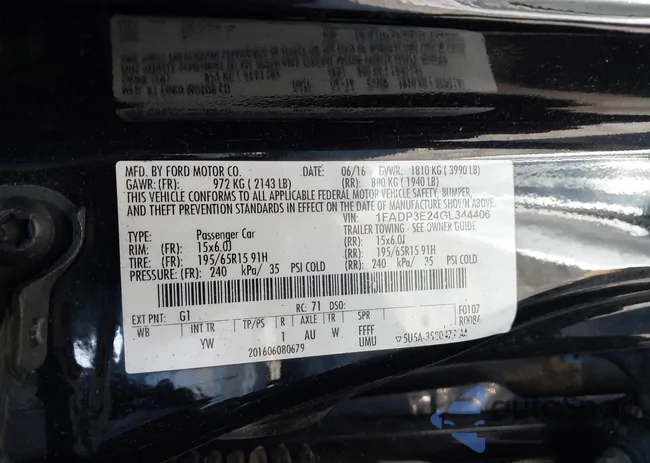 MFD. BY FORD MOTOR CO. DATE: 06/16 GVWR: 1810 KG ( 3990 LB)
GAWR: (FR): 972 KG ( 2143 LB) (RR): 880 KG ( 1940 LB)
THIS VEHICLE CONFORMS TO ALL APPLICABLE FEDERAL MOTOR VEHICLE SAFETY, BUMPER,
AND THEFT PREVENTION STANDARDS IN EFFECT ON THE DATE OF MANUFACTURE SHOWN ABOVE.
VIN: 1FADP3E24GL344406
TYPE: Passenger Car TRAILER TOWING - SEE OWNER GUIDE
RIM: (FR): 15x6.0J (RR): 15x6.0J
TIRE: (FR): 195/65R15 91H (RR): 195/65R15 91H
PRESSURE: (FR): 240 kPa/ 35 PSI COLD (RR): 240 kPa/ 35 PSI COLD
EXT PNT: G1 RC: 71 DSO: F0107
WB INT TR TP/PS R AXLE TR SPR
YW 1 AU W FFFF
201606080679 UMU